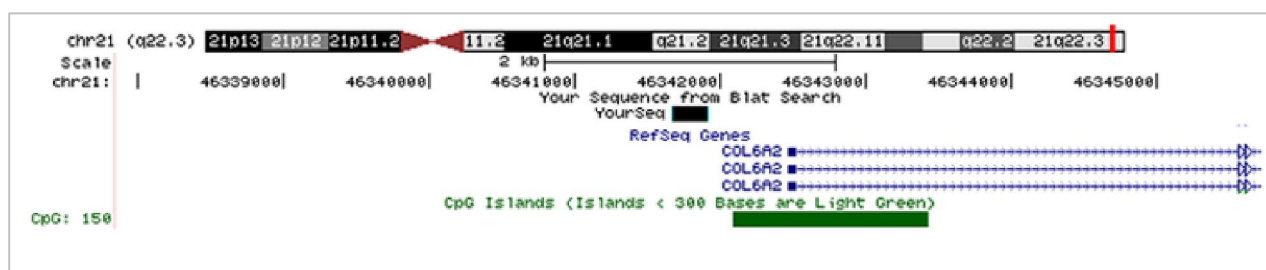 chr21 (q22.3) 21p13 21p12 21p11.2 11.2 21q21.1 q21.2 21q21.3 21q22.11 q22.2 21q22.3
Scale 2 kb
chr21: 46339000 46340000 46341000 46342000 46343000 46344000 46345000
Your Sequence from Blat Search
YourSeq
RefSeq Genes
COL6A2
COL6A2
COL6A2
CpG Islands (Islands < 300 Bases are Light Green)
CpG: 150